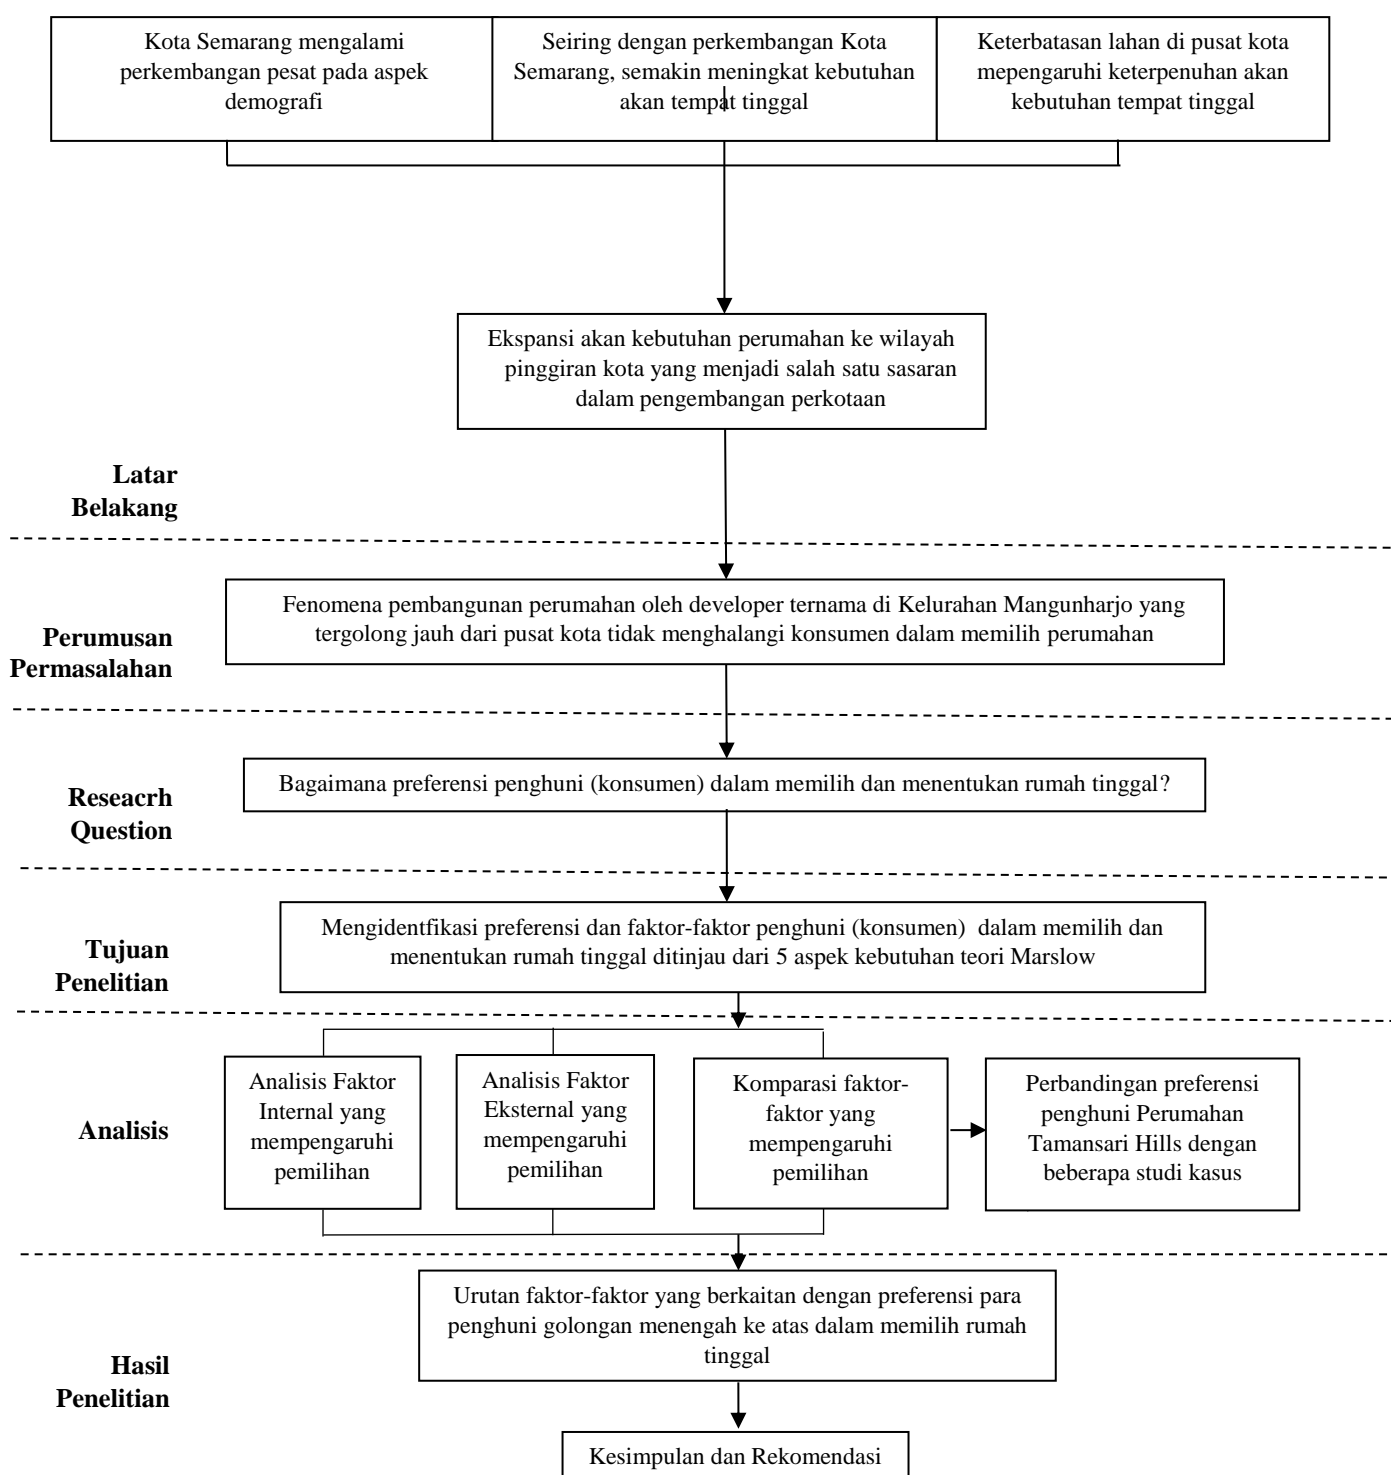 Kota Semarang mengalami
perkembangan pesat pada aspek
demografi
Seiring dengan perkembangan Kota
Semarang, semakin meningkat kebutuhan
akan tempat tinggal
Keterbatasan lahan di pusat kota
mepengaruhi keterpenuhan akan
kebutuhan tempat tinggal
Ekspansi akan kebutuhan perumahan ke wilayah
pinggiran kota yang menjadi salah satu sasaran
dalam pengembangan perkotaan
Latar
Belakang
Fenomena pembangunan perumahan oleh developer ternama di Kelurahan Mangunharjo yang
tergolong jauh dari pusat kota tidak menghalangi konsumen dalam memilih perumahan
Perumusan
Permasalahan
Bagaimana preferensi penghuni (konsumen) dalam memilih dan menentukan rumah tinggal?
Reseacrh
Question
Mengidentfikasi preferensi dan faktor-faktor penghuni (konsumen) dalam memilih dan
menentukan rumah tinggal ditinjau dari 5 aspek kebutuhan teori Marslow
Tujuan
Penelitian
Analisis
Analisis Faktor
Internal yang
mempengaruhi
pemilihan
Analisis Faktor
Eksternal yang
mempengaruhi
pemilihan
Komparasi faktor-
faktor yang
mempengaruhi
pemilihan
Perbandingan preferensi
penghuni Perumahan
Tamansari Hills dengan
beberapa studi kasus
Urutan faktor-faktor yang berkaitan dengan preferensi para
penghuni golongan menengah ke atas dalam memilih rumah
tinggal
Hasil
Penelitian
Kesimpulan dan Rekomendasi